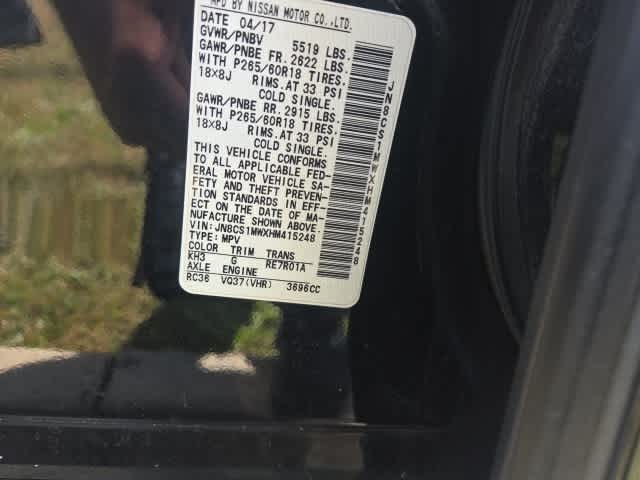 MFD BY NISSAN MOTOR CO.,LTD.
DATE 04/17
GVWR/PNBV 5519 LBS.
GAWR/PNBE FR. 2622 LBS.
WITH P265/60R18 TIRES.
18X8J RIMS.AT 33 PSI
COLD SINGLE.
GAWR/PNBE RR. 2915 LBS.
WITH P265/60R18 TIRES.
18X8J RIMS.AT 33 PSI
COLD SINGLE.
THIS VEHICLE CONFORMS
TO ALL APPLICABLE FED-
ERAL MOTOR VEHICLE SA-
FETY AND THEFT PREVEN-
TION STANDARDS IN EFF-
ECT ON THE DATE OF MA-
NUFACTURE SHOWN ABOVE.
VIN: JN8CS1MWXHM415248
TYPE: MPV
COLOR TRIM TRANS
KH3 G RE7R01A
AXLE ENGINE
RC36 VQ37(VHR) 3696CC
JN8CS1MWXHM415248